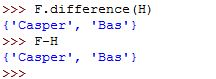 >>> F.difference(H)
{'Casper', 'Bas'}
>>> F-H
{'Casper', 'Bas'}
>>>